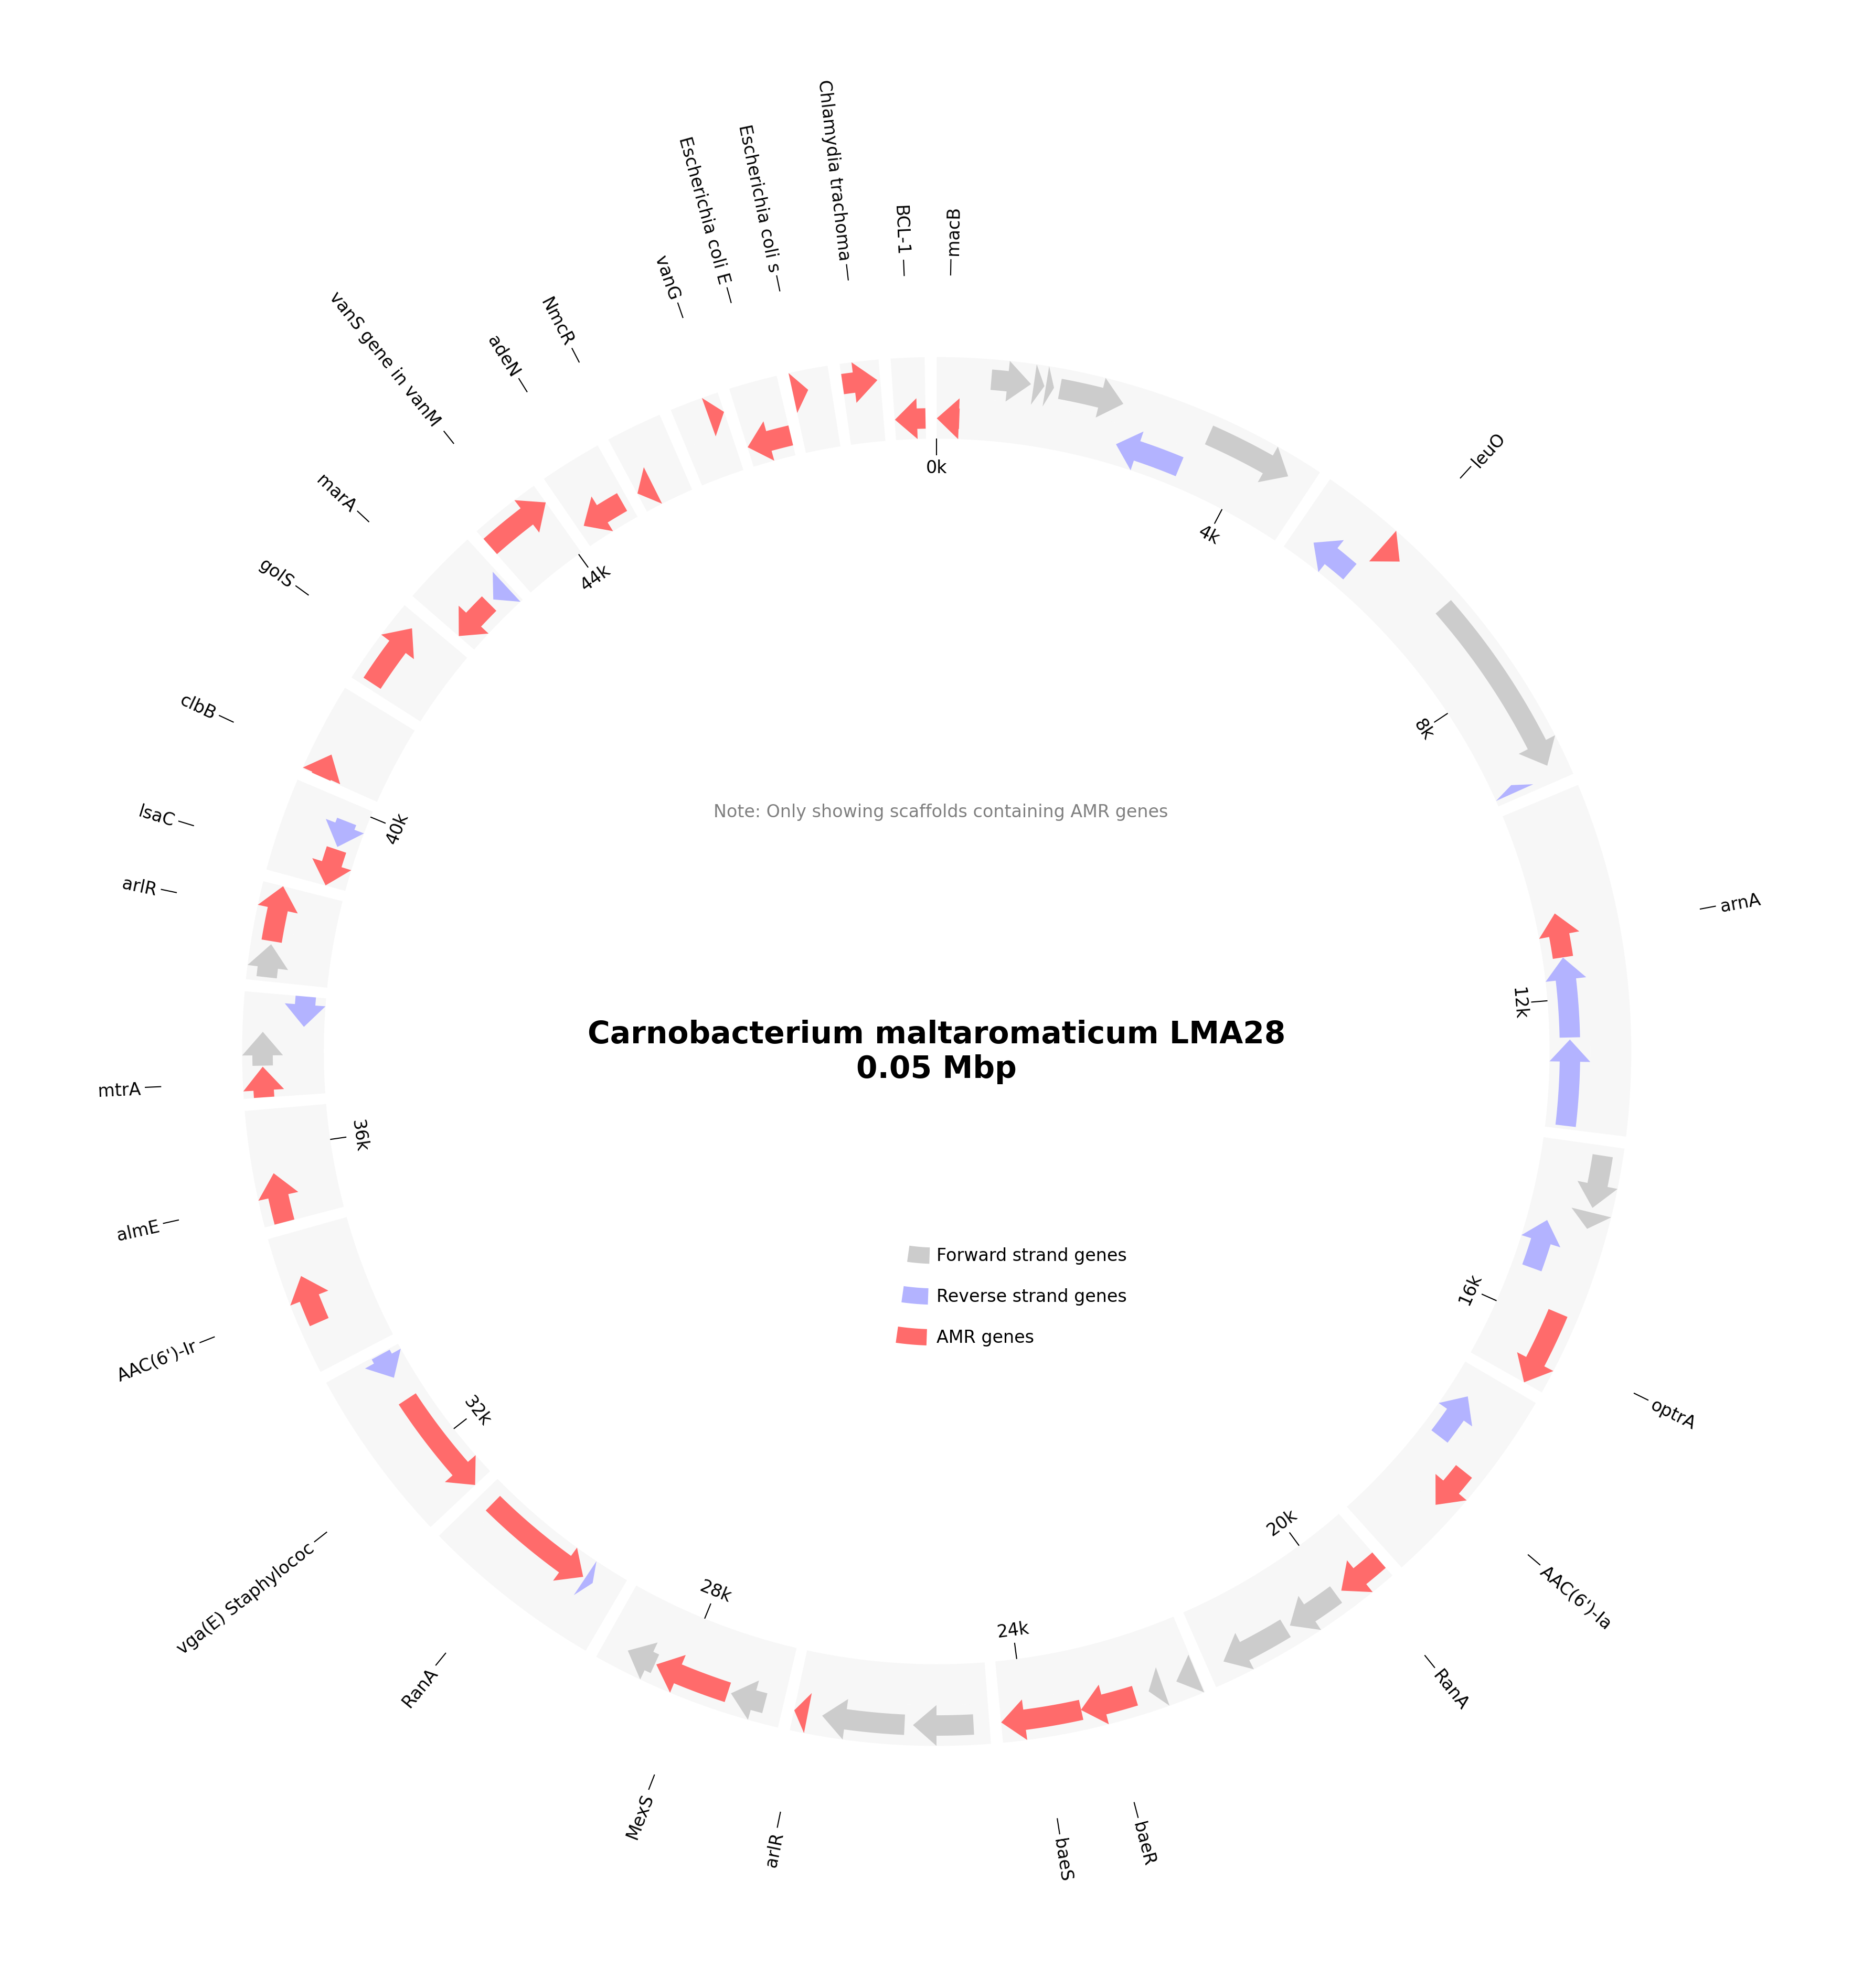 Chlamydia trachoma
Escherichia coli s
Escherichia coli E
BCL-1
macB
vanG
NmcR
adeN
vanS gene in vanM
marA
golS
clbB
lsaC
arlR
mtrA
almE
AAC(6')-Ir
vga(E) Staphylococ
RanA
MexS
arlR
baeS
baeR
RanA
AAC(6')-Ia
optrA
arnA
leuO
0k
4k
8k
12k
16k
20k
24k
28k
32k
36k
40k
44k
Note: Only showing scaffolds containing AMR genes
Carnobacterium maltaromaticum LMA28
0.05 Mbp
Forward strand genes
Reverse strand genes
AMR genes